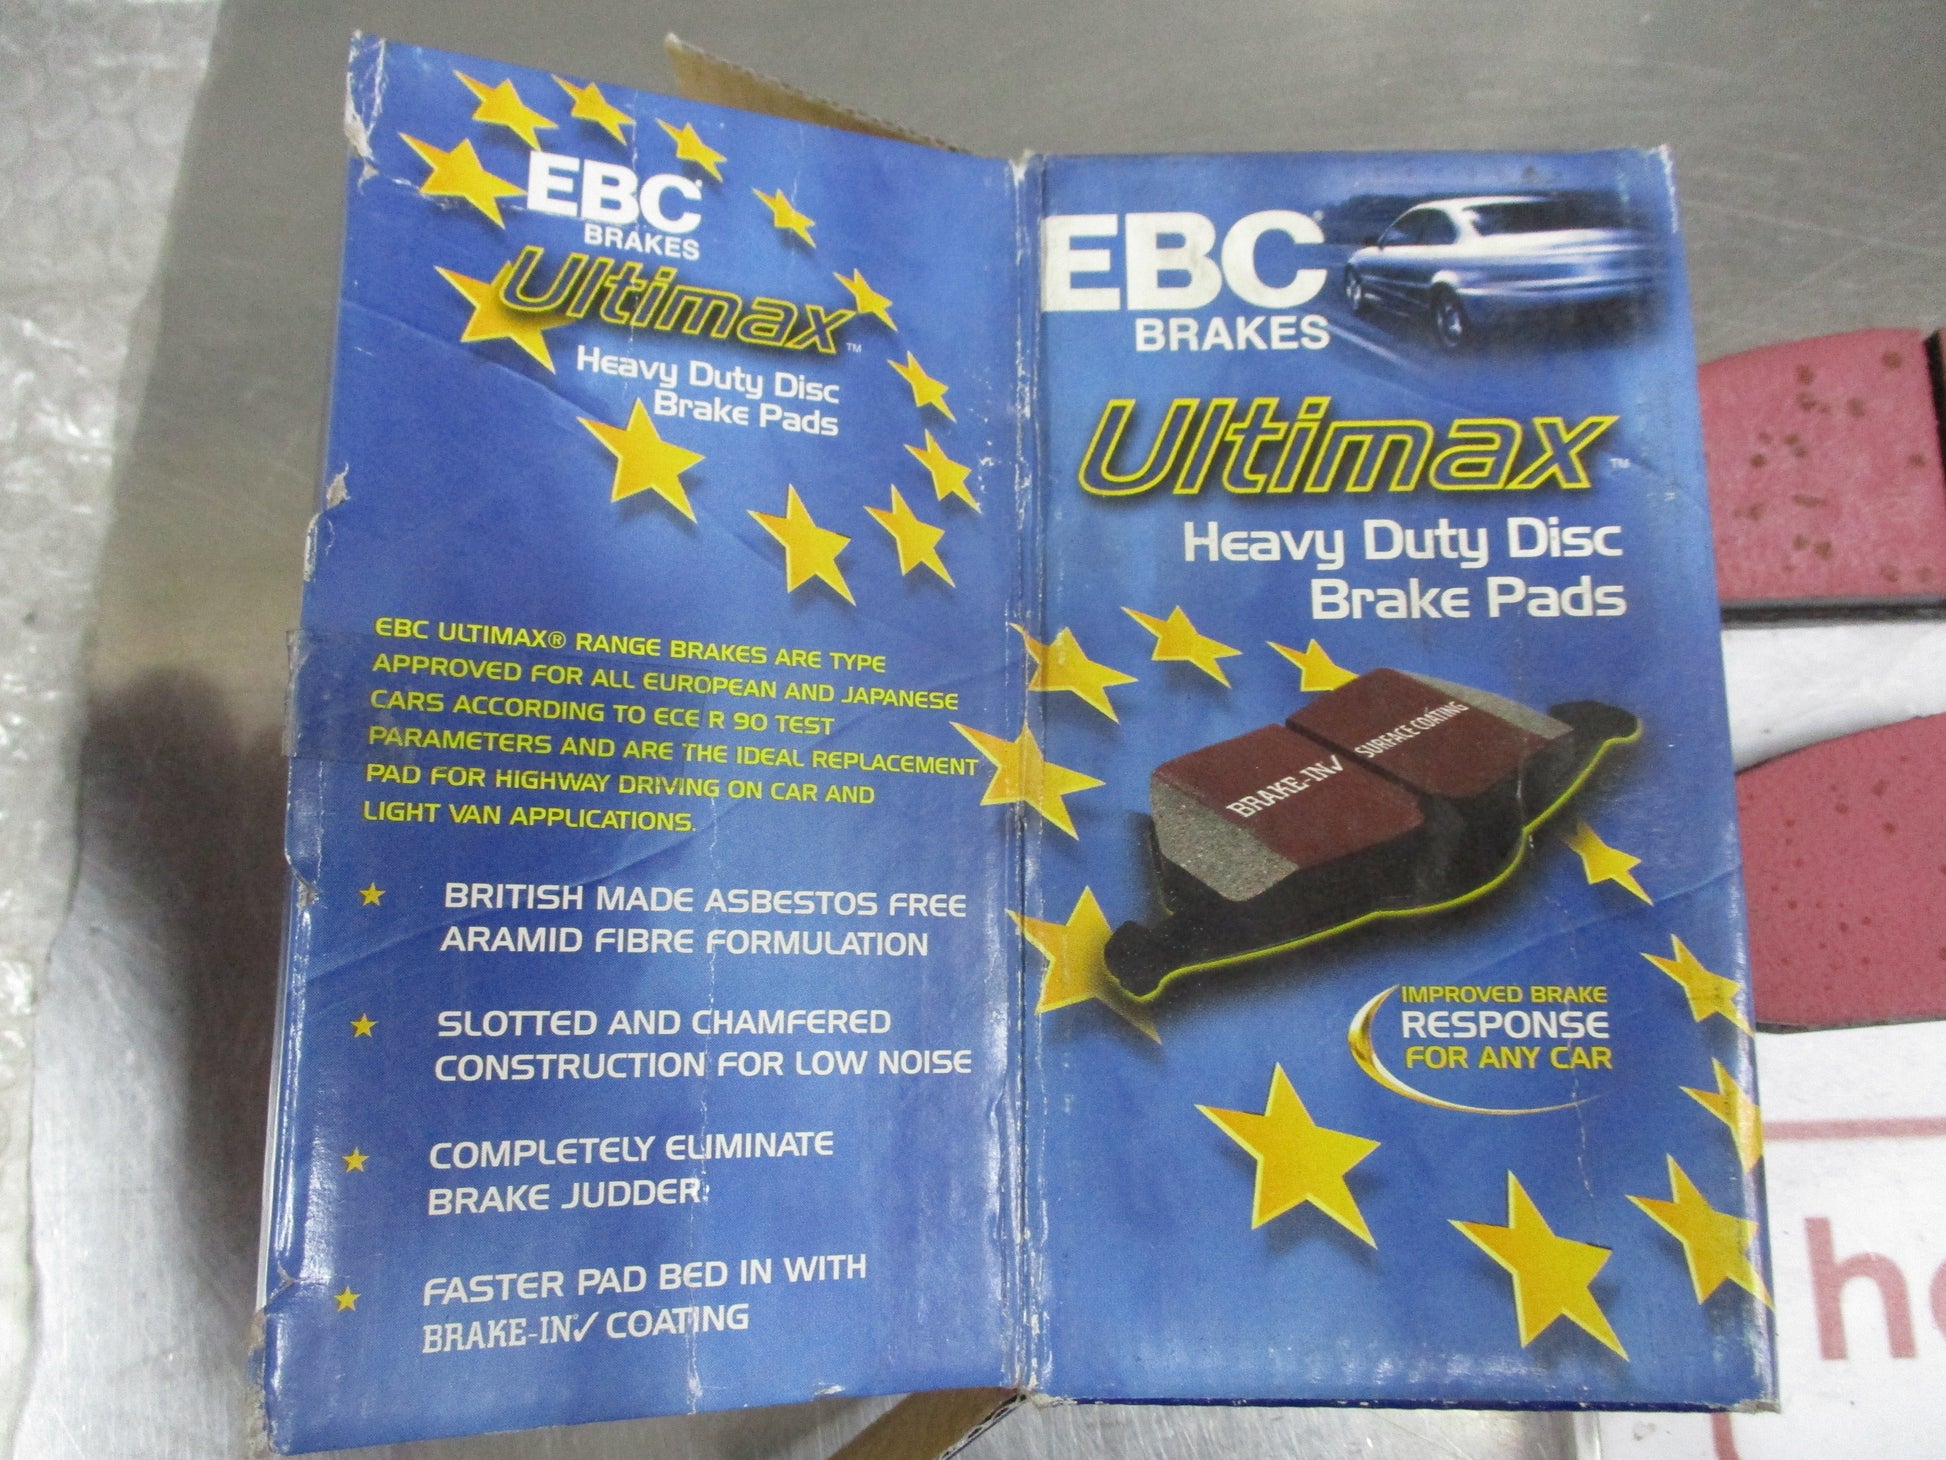 EBC
BRAKES
Ultimax™
Heavy Duty Disc
Brake Pads
EBC ULTIMAX® RANGE BRAKES ARE TYPE
APPROVED FOR ALL EUROPEAN AND JAPANESE
CARS ACCORDING TO ECE R 90 TEST
PARAMETERS AND ARE THE IDEAL REPLACEMENT
PAD FOR HIGHWAY DRIVING ON CAR AND
LIGHT VAN APPLICATIONS.
BRITISH MADE ASBESTOS FREE
ARAMID FIBRE FORMULATION
SLOTTED AND CHAMFERED
CONSTRUCTION FOR LOW NOISE
COMPLETELY ELIMINATE
BRAKE JUDDER
FASTER PAD BED IN WITH
BRAKE-IN✓ COATING
EBC
BRAKES
Ultimax™
Heavy Duty Disc
Brake Pads
BRAKE-IN✓
SURFACE COATING
IMPROVED BRAKE
RESPONSE
FOR ANY CAR